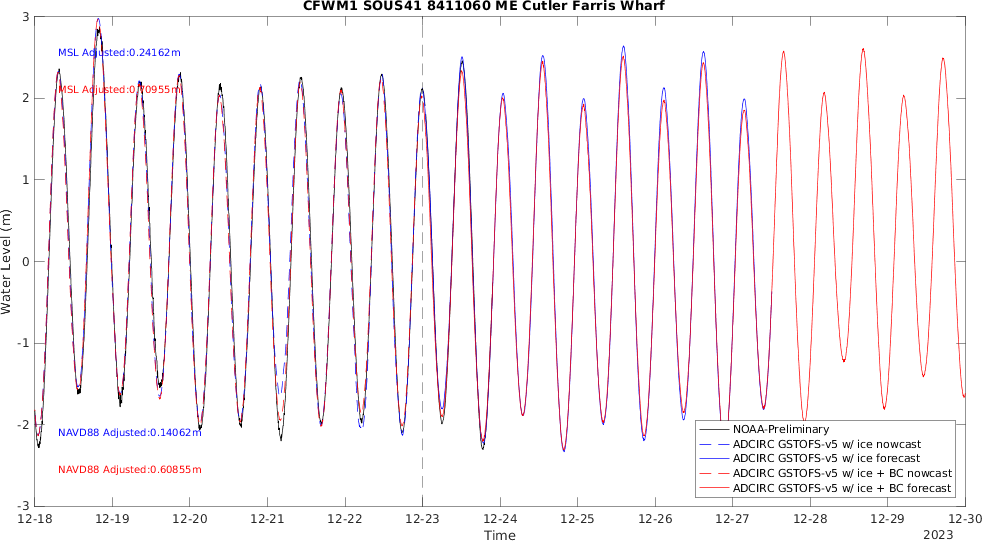 CFWM1 SOUS41 8411060 ME Cutler Farris Wharf
3
2
1
0
-1
-2
-3
Water Level (m)
MSL Adjusted:0.24162m
MSL Adjusted:0.70955m
NAVD88 Adjusted:0.14062m
NAVD88 Adjusted:0.60855m
NOAA-Preliminary
ADCIRC GSTOFS-v5 w/ ice nowcast
ADCIRC GSTOFS-v5 w/ ice forecast
ADCIRC GSTOFS-v5 w/ ice + BC nowcast
ADCIRC GSTOFS-v5 w/ ice + BC forecast
12-18 12-19 12-20 12-21 12-22 12-23 12-24 12-25 12-26 12-27 12-28 12-29 12-30
Time
2023